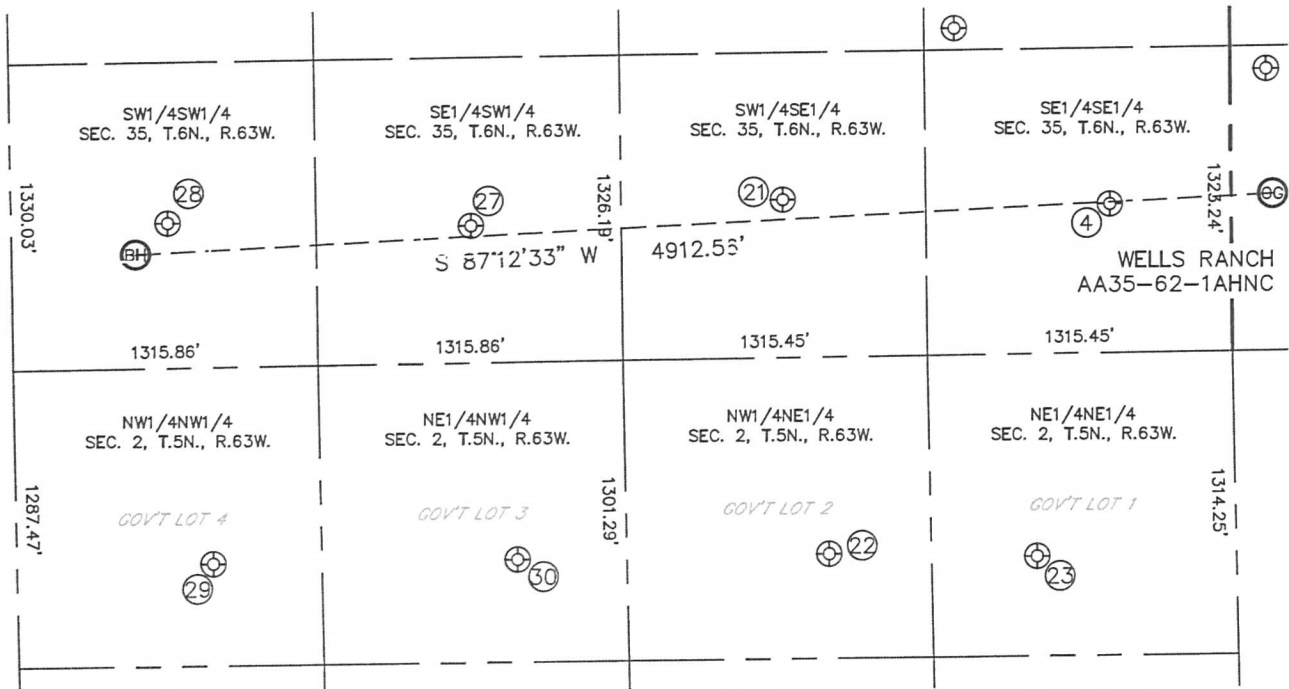 SW1/4SW1/4
SEC. 35, T.6N., R.63W.
SE1/4SW1/4
SEC. 35, T.6N., R.63W.
SW1/4SE1/4
SEC. 35, T.6N., R.63W.
SE1/4SE1/4
SEC. 35, T.6N., R.63W.
1330.03'
28
27
1326.19'
21
4
1323.24'
BH
S 87°12'33" W
WELLS RANCH
AA35-62-1AHNC
1315.86'
1315.86'
1315.45'
1315.45'
NW1/4NW1/4
SEC. 2, T.5N., R.63W.
NE1/4NW1/4
SEC. 2, T.5N., R.63W.
NW1/4NE1/4
SEC. 2, T.5N., R.63W.
NE1/4NE1/4
SEC. 2, T.5N., R.63W.
1287.47'
GOV'T LOT 4
GOV'T LOT 3
1301.29'
GOV'T LOT 2
GOV'T LOT 1
1314.25'
29
30
22
23